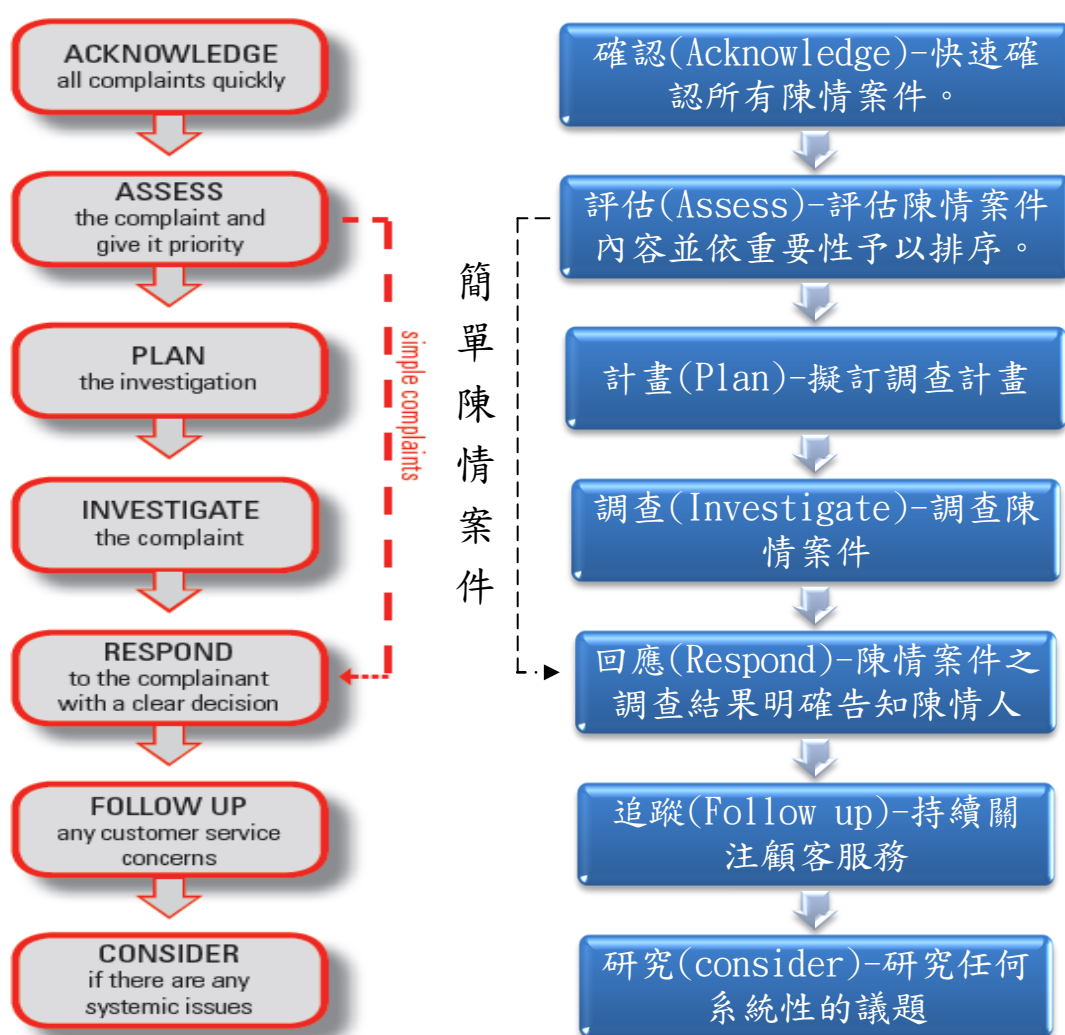 ACKNOWLEDGE
all complaints quickly
ASSESS
the complaint and
give it priority
PLAN
the investigation
INVESTIGATE
the complaint
RESPOND
to the complainant
with a clear decision
FOLLOW UP
any customer service
concerns
CONSIDER
if there are any
systemic issues
simple complaints
簡單陳情案件
確認(Acknowledge)-快速確
認所有陳情案件。
評估(Assess)-評估陳情案件
內容並依重要性予以排序。
計畫(Plan)-擬訂調查計畫
調查(Investigate)-調查陳
情案件
回應(Respond)-陳情案件之
調查結果明確告知陳情人
追蹤(Follow up)-持續關
注顧客服務
研究(consider)-研究任何
系統性的議題